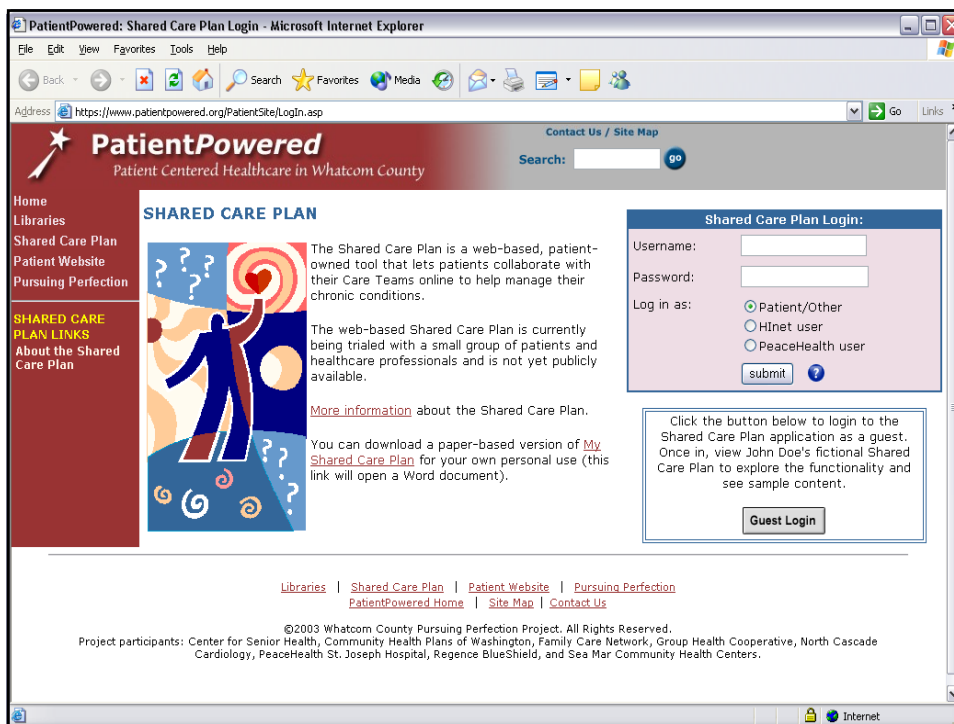 PatientPowered: Shared Care Plan Login - Microsoft Internet Explorer
File Edit View Favorites Tools Help
Back Search Favorites Media
Address https://www.patientpowered.org/PatientSite/LogIn.asp Go Links
PatientPowered
Patient Centered Healthcare in Whatcom County
Contact Us / Site Map
Search: go
Home
Libraries
Shared Care Plan
Patient Website
Pursuing Perfection
SHARED CARE
PLAN LINKS
About the Shared
Care Plan
SHARED CARE PLAN
The Shared Care Plan is a web-based, patient-
owned tool that lets patients collaborate with
their Care Teams online to help manage their
chronic conditions.
The web-based Shared Care Plan is currently
being trialed with a small group of patients and
healthcare professionals and is not yet publicly
available.
More information about the Shared Care Plan.
You can download a paper-based version of My
Shared Care Plan for your own personal use (this
link will open a Word document).
Shared Care Plan Login:
Username:
Password:
Log in as: Patient/Other
HInet user
PeaceHealth user
submit ?
Click the button below to login to the
Shared Care Plan application as a guest.
Once in, view John Doe's fictional Shared
Care Plan to explore the functionality and
see sample content.
Guest Login
Libraries | Shared Care Plan | Patient Website | Pursuing Perfection
PatientPowered Home | Site Map | Contact Us
©2003 Whatcom County Pursuing Perfection Project. All Rights Reserved.
Project participants: Center for Senior Health, Community Health Plans of Washington, Family Care Network, Group Health Cooperative, North Cascade
Cardiology, PeaceHealth St. Joseph Hospital, Regence BlueShield, and Sea Mar Community Health Centers.
Internet